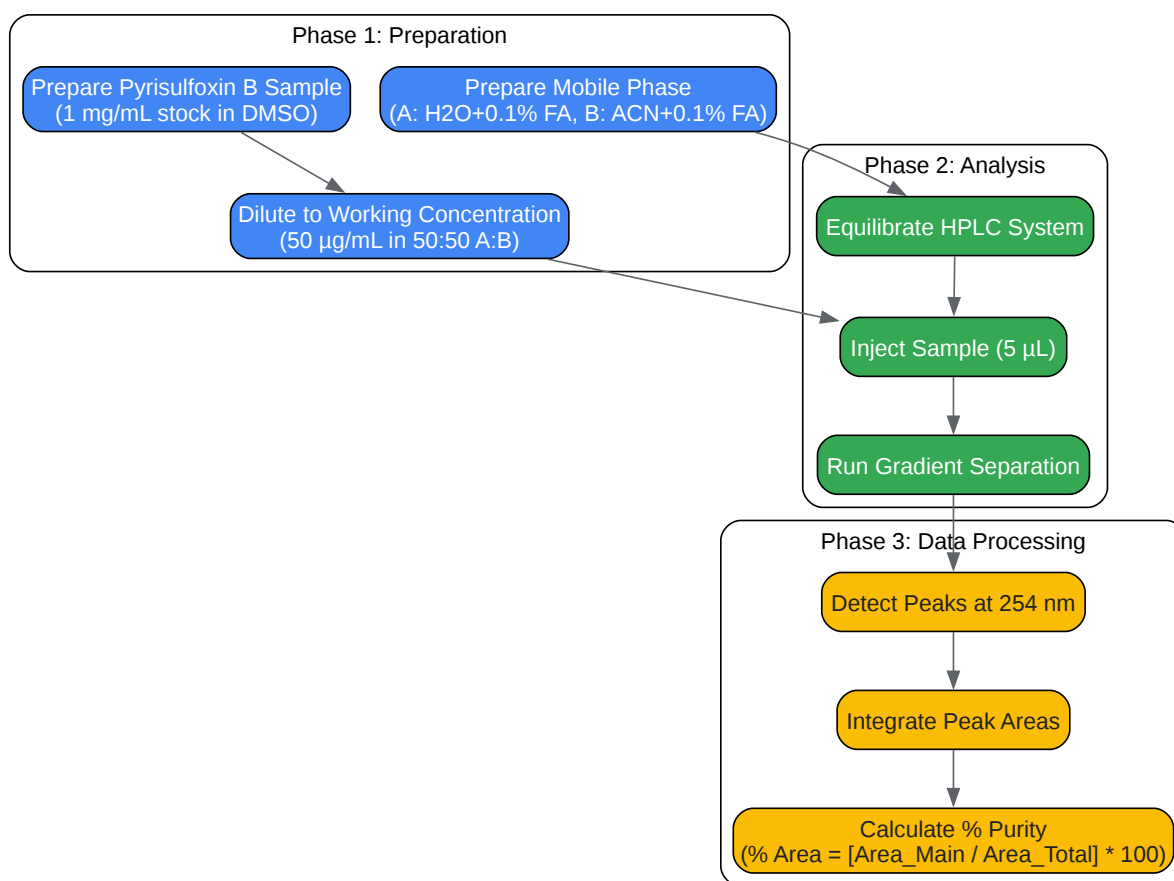 Phase 1: Preparation
Prepare Pyrisulfoxin B Sample
(1 mg/mL stock in DMSO)
Prepare Mobile Phase
(A: H2O+0.1% FA, B: ACN+0.1% FA)
Dilute to Working Concentration
(50 µg/mL in 50:50 A:B)
Phase 2: Analysis
Equilibrate HPLC System
Inject Sample (5 µL)
Run Gradient Separation
Phase 3: Data Processing
Detect Peaks at 254 nm
Integrate Peak Areas
Calculate % Purity
(% Area = [Area_Main / Area_Total] * 100)